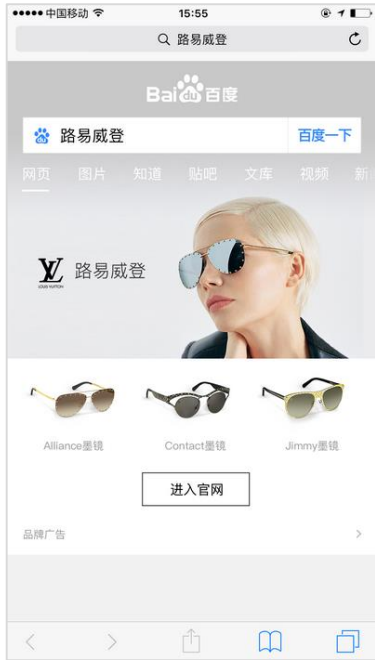 中国移动 15:55
路易威登
Bai du 百度
路易威登 百度一下
网页 图片 知道 贴吧 文库 视频 新
LV 路易威登
LOUIS VUITTON
Alliance墨镜 Contact墨镜 Jimmy墨镜
进入官网
品牌广告